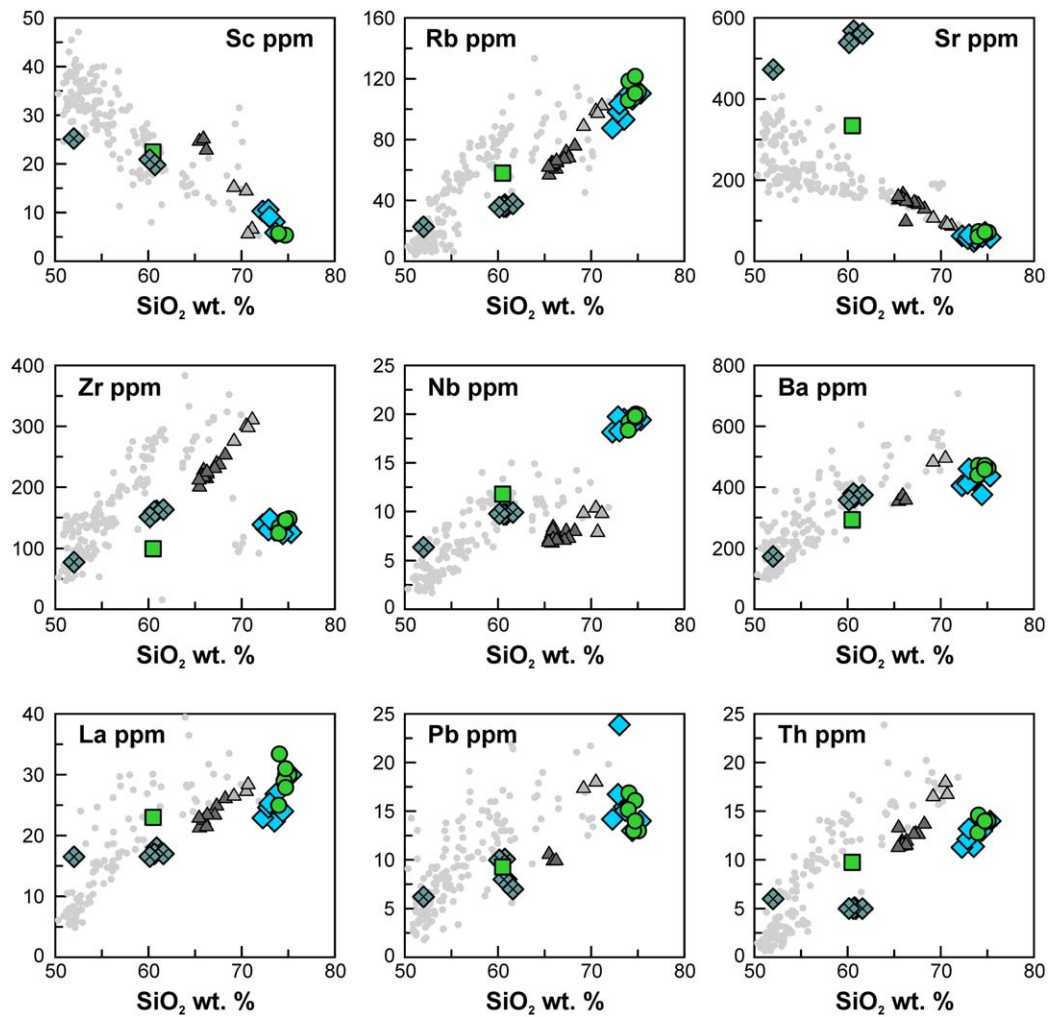 50
40
30
20
10
0
50 60 70 80
Sc ppm
SiO2 wt. %
160
120
80
40
0
50 60 70 80
Rb ppm
SiO2 wt. %
600
400
200
0
50 60 70 80
Sr ppm
SiO2 wt. %
400
300
200
100
0
50 60 70 80
Zr ppm
SiO2 wt. %
25
20
15
10
5
0
50 60 70 80
Nb ppm
SiO2 wt. %
800
600
400
200
0
50 60 70 80
Ba ppm
SiO2 wt. %
40
30
20
10
0
50 60 70 80
La ppm
SiO2 wt. %
25
20
15
10
5
0
50 60 70 80
Pb ppm
SiO2 wt. %
25
20
15
10
5
0
50 60 70 80
Th ppm
SiO2 wt. %